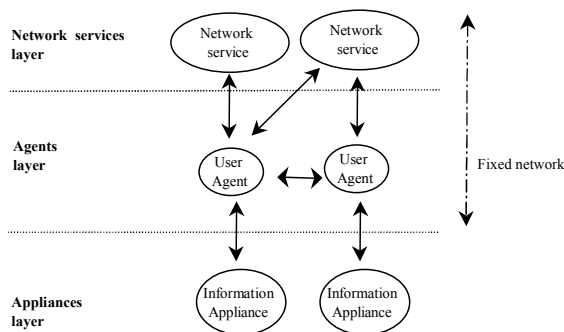 Network services
layer
Network
service
Network
service
Agents
layer
User
Agent
User
Agent
Fixed network
Appliances
layer
Information
Appliance
Information
Appliance